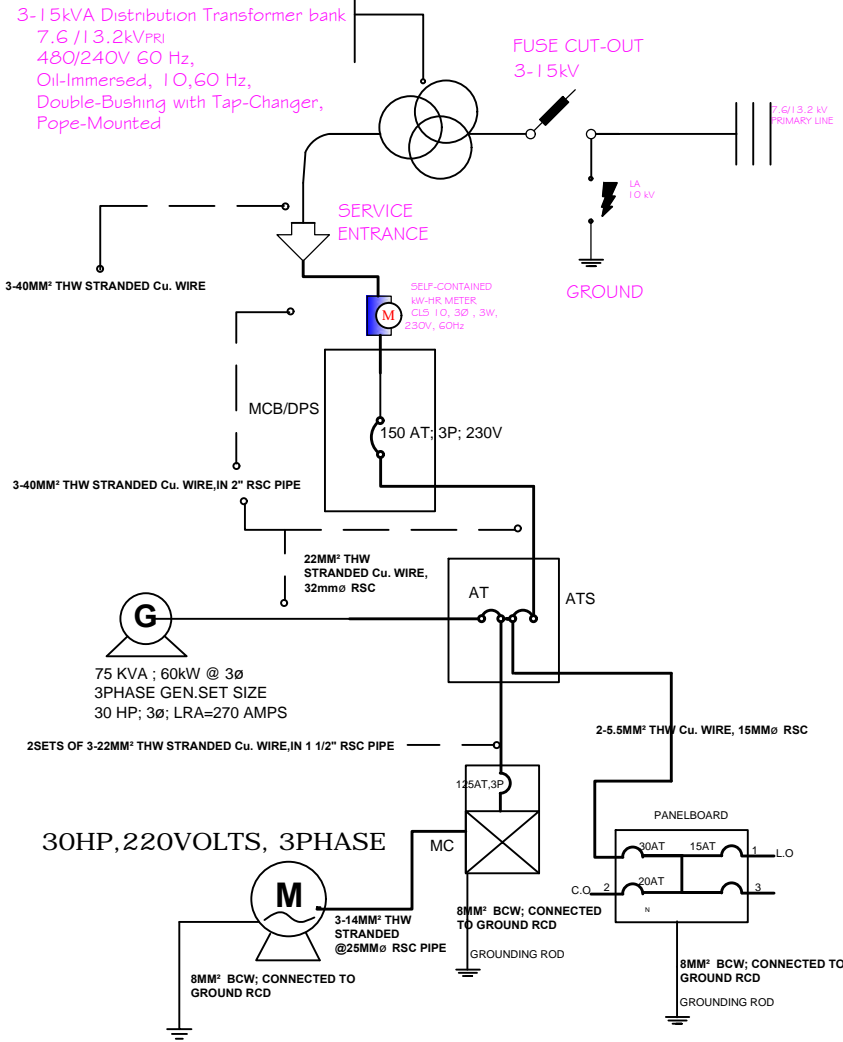 3-15kVA Distribution Transformer bank
7.6 /13.2kVPRI
480/240V 60 Hz,
Oil-Immersed, 10,60 Hz,
Double-Bushing with Tap-Changer,
Pope-Mounted
FUSE CUT-OUT
3-15kV
7.6/13.2 kV
PRIMARY LINE
LA
10 kV
GROUND
SERVICE
ENTRANCE
3-40MM² THW STRANDED Cu. WIRE
SELF-CONTAINED
kW-HR METER
CLS 10, 3Ø , 3W,
230V, 60Hz
M
MCB/DPS
150 AT; 3P; 230V
3-40MM² THW STRANDED Cu. WIRE,IN 2" RSC PIPE
22MM² THW
STRANDED Cu. WIRE,
32mmø RSC
AT
ATS
G
75 KVA ; 60kW @ 3ø
3PHASE GEN.SET SIZE
30 HP; 3ø; LRA=270 AMPS
2SETS OF 3-22MM² THW STRANDED Cu. WIRE,IN 1 1/2" RSC PIPE
2-5.5MM² THW Cu. WIRE, 15MMø RSC
125AT,3P
MC
30HP,220VOLTS, 3PHASE
M
3-14MM² THW
STRANDED
@25MMø RSC PIPE
8MM² BCW; CONNECTED TO
GROUND RCD
8MM² BCW; CONNECTED
TO GROUND RCD
GROUNDING ROD
PANELBOARD
30AT 15AT 1 L.O
C.O 2 20AT 3
N
8MM² BCW; CONNECTED TO
GROUND RCD
GROUNDING ROD